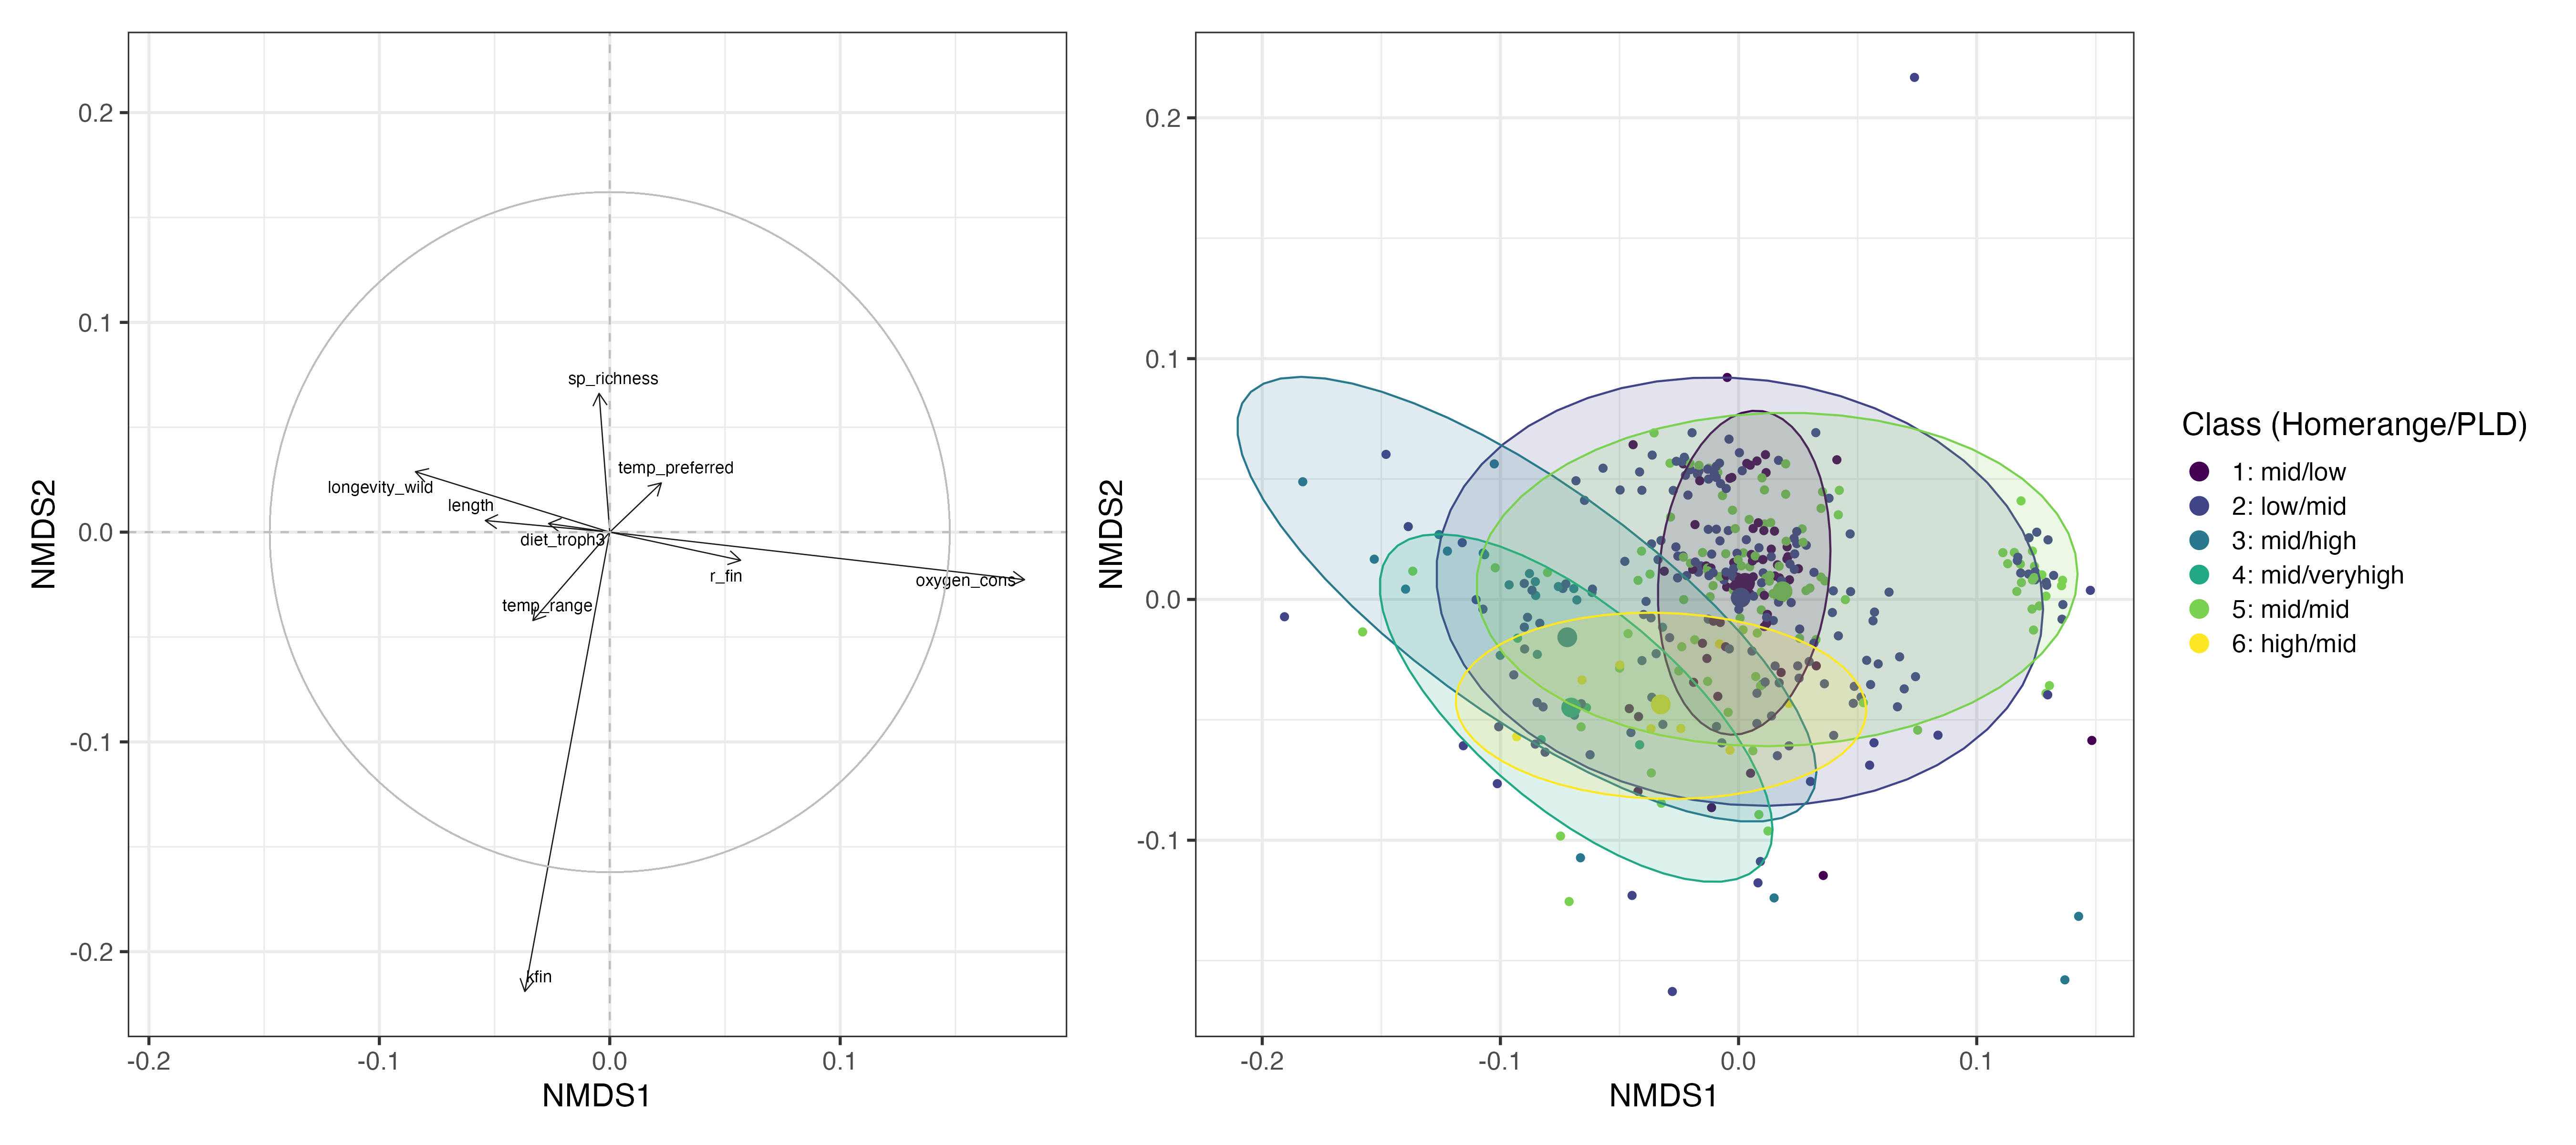 NMDS2
0.2
0.1
0.0
-0.1
-0.2
sp_richness
temp_preferred
longevity_wild
length
diet_troph3
r_fin
oxygen_cons
temp_range
kfin
-0.2
-0.1
0.0
0.1
NMDS1
NMDS2
0.2
0.1
0.0
-0.1
-0.2
-0.1
0.0
0.1
NMDS1
Class (Homerange/PLD)
1: mid/low
2: low/mid
3: mid/high
4: mid/veryhigh
5: mid/mid
6: high/mid